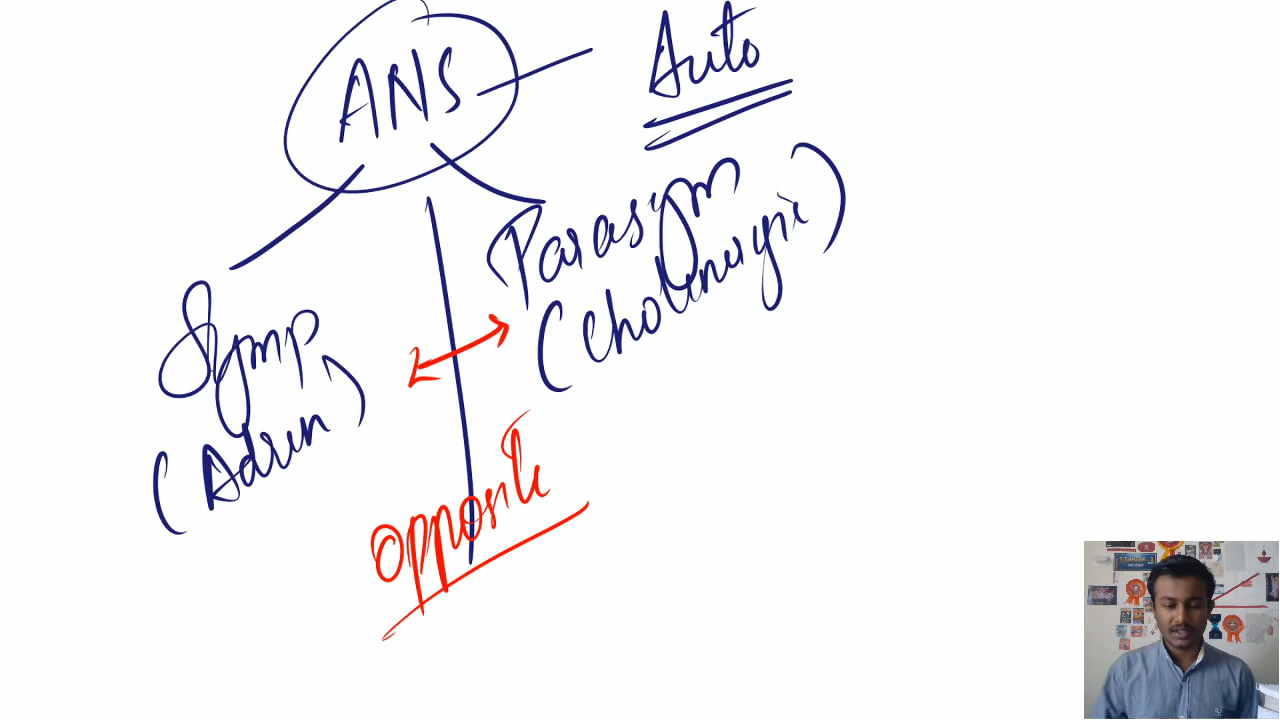 ANS
Auto
Parasym
(Cholinergic)
Symp
(Adren)
opposite